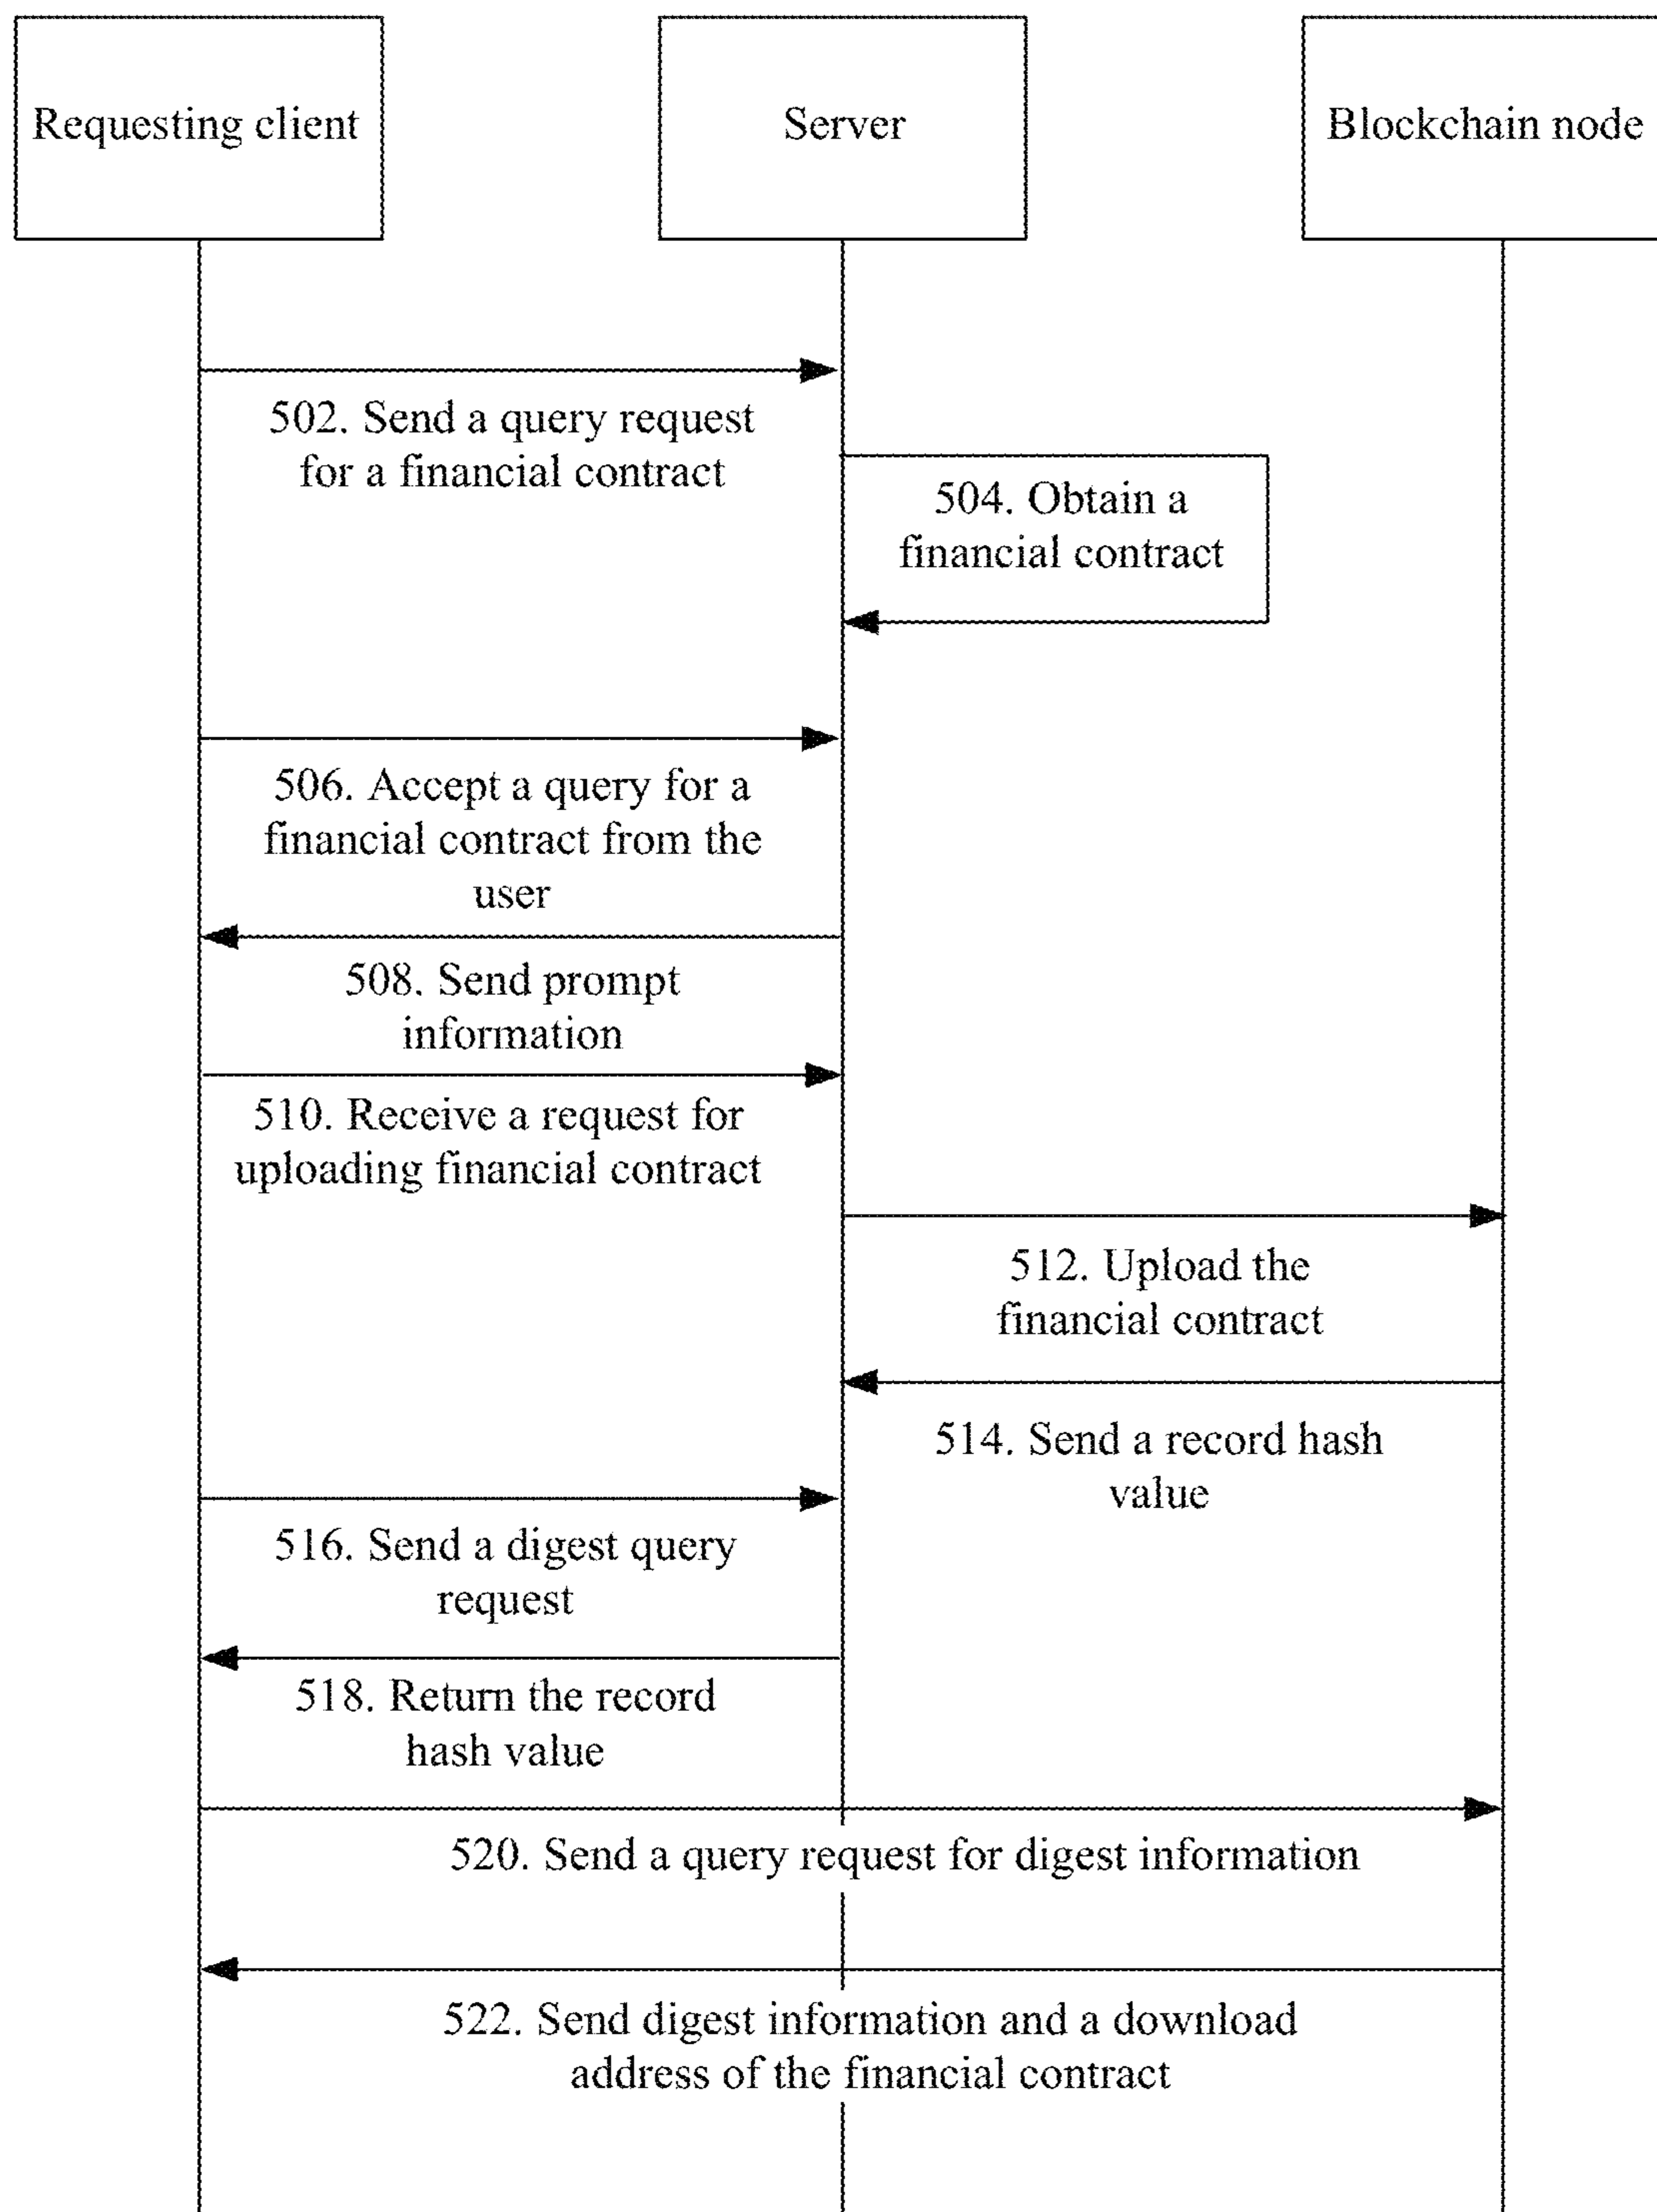 Requesting client
Server
Blockchain node
502. Send a query request
for a financial contract
504. Obtain a
financial contract
506. Accept a query for a
financial contract from the
user
508. Send prompt
information
510. Receive a request for
uploading financial contract
512. Upload the
financial contract
514. Send a record hash
value
516. Send a digest query
request
518. Return the record
hash value
520. Send a query request for digest information
522. Send digest information and a download
address of the financial contract